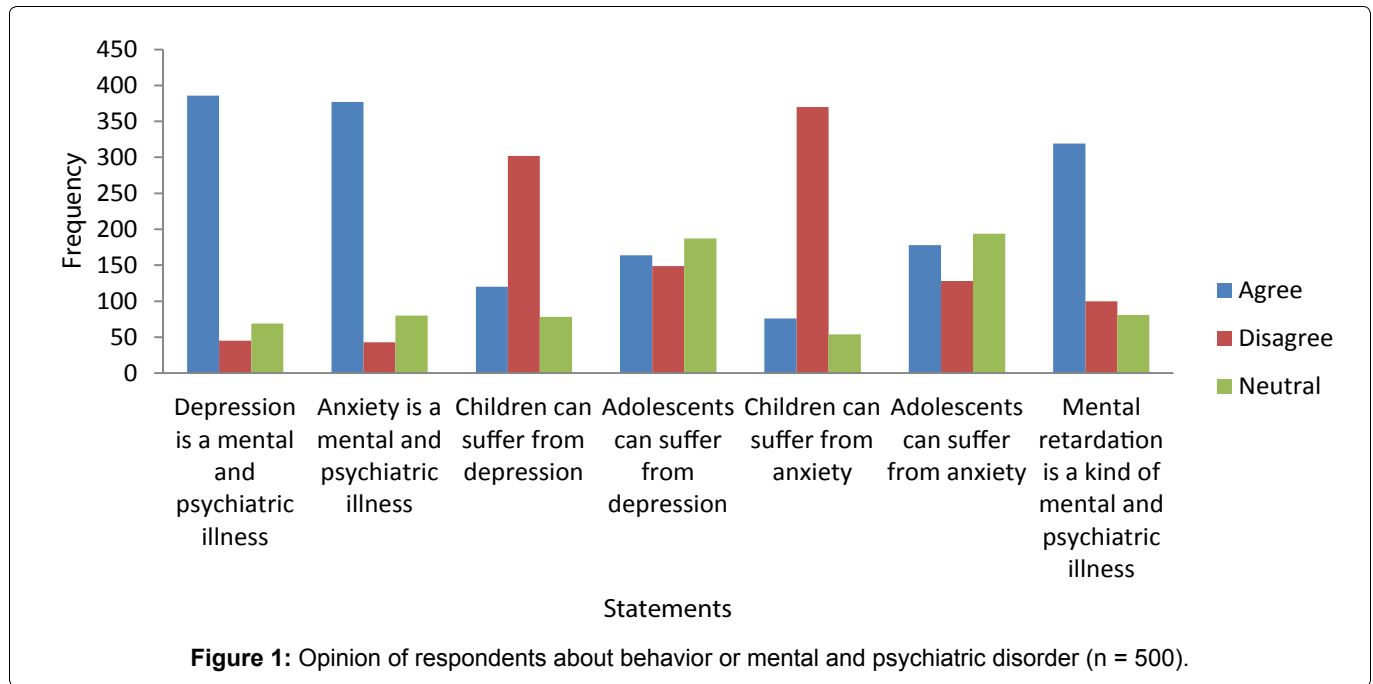 450
400
350
300
250
200
150
100
50
0
Frequency
Depression
is a mental
and
psychiatric
illness
Anxiety is a
mental and
psychiatric
illness
Children can
suffer from
depression
Adolescents
can suffer
from
depression
Children can
suffer from
anxiety
Adolescents
can suffer
from anxiety
Mental
retardation
is a kind of
mental and
psychiatric
illness
Statements
Agree
Disagree
Neutral
Figure 1: Opinion of respondents about behavior or mental and psychiatric disorder (n = 500).